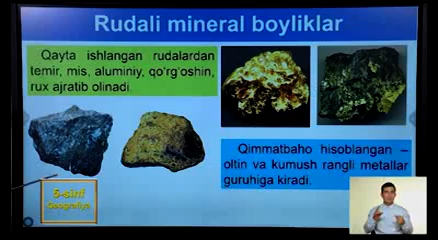 Rudali mineral boyliklar
Qayta ishlangan rudalardan
temir, mis, aluminiy, qo'rg'oshin,
rux ajratib olinadi.
Qimmatbaho hisoblangan –
oltin va kumush rangli metallar
guruhiga kiradi.
5-sinf
Geografiya